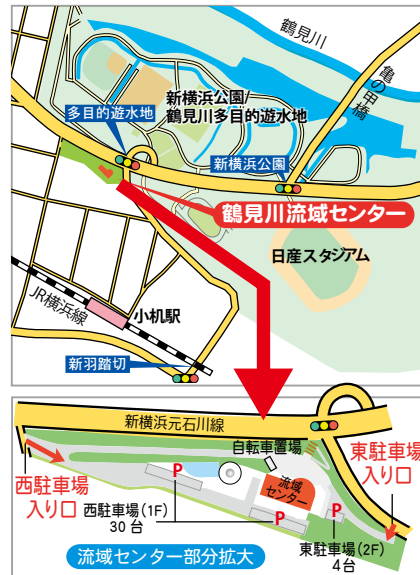 鶴見川
亀の甲橋
新横浜公園/
鶴見川多目的遊水地
多目的遊水地
新横浜公園
鶴見川流域センター
日産スタジアム
小机駅
JR横浜線
新羽踏切
新横浜元石川線
自転車置場
東駐車場
入り口
西駐車場
入り口
P
流域
センター
P
P
西駐車場(1F)
30台
東駐車場(2F)
4台
流域センター部分拡大